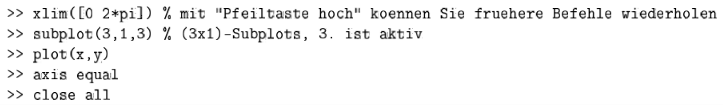 >> xlim([0 2*pi]) % mit "Pfeiltaste hoch" koennen Sie fruehere Befehle wiederholen
>> subplot(3,1,3) % (3x1)-Subplots, 3. ist aktiv
>> plot(x,y)
>> axis equal
>> close all